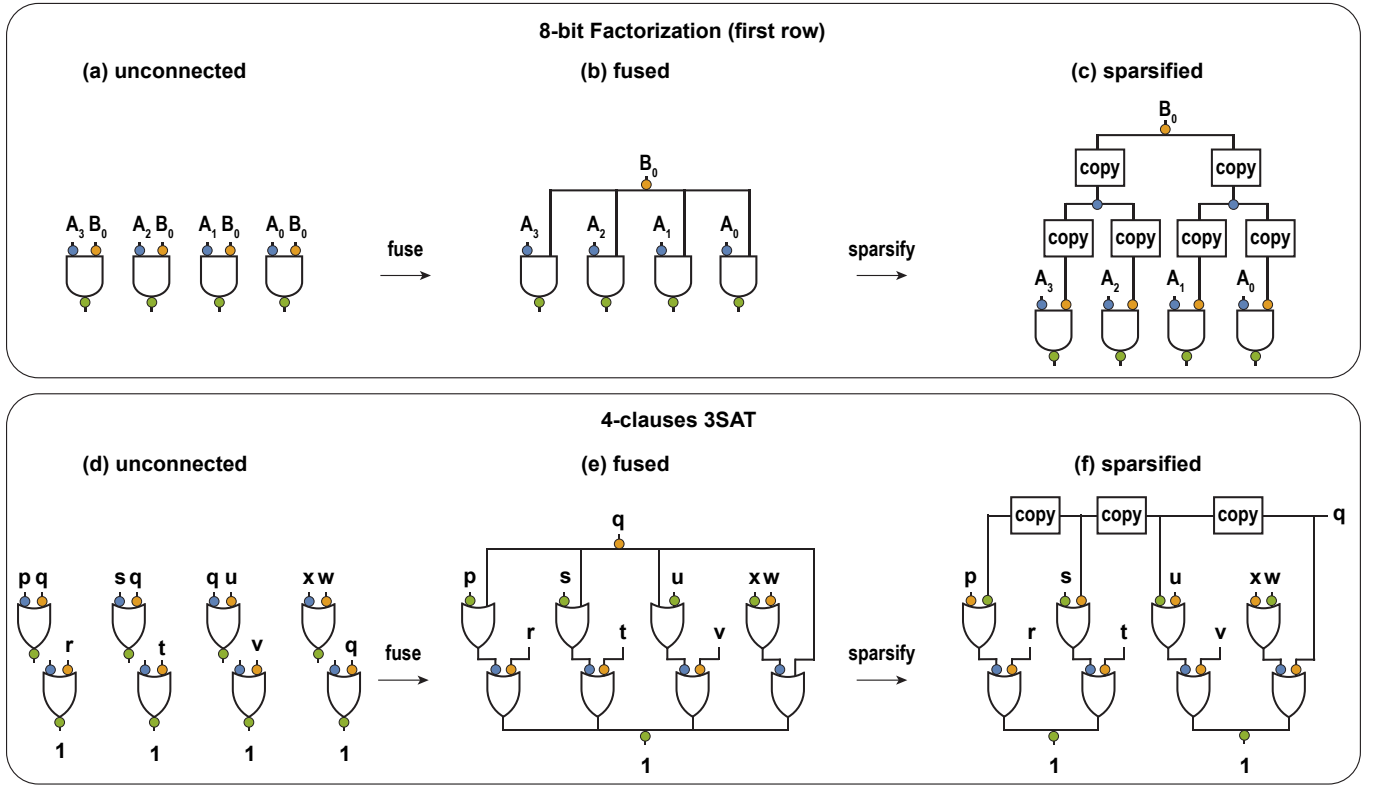 8-bit Factorization (first row)
(a) unconnected
(b) fused
(c) sparsified
A3 B0 A2 B0 A1 B0 A0 B0
fuse
B0
A3 A2 A1 A0
sparsify
B0
copy copy
copy copy copy copy
A3 A2 A1 A0
4-clauses 3SAT
(d) unconnected
(e) fused
(f) sparsified
p q s q q u x w
r t v q
1 1 1 1
fuse
q
p s u x w
r t v
1
sparsify
copy copy copy q
p s u x w
r t v
1 1